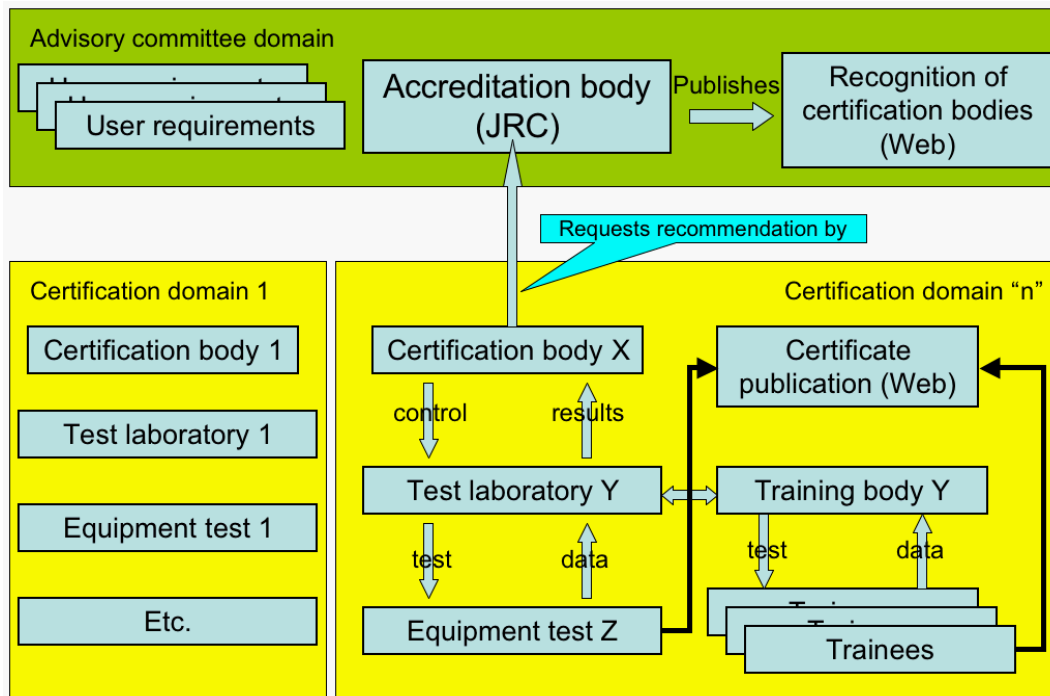 Advisory committee domain
User requirements
Accreditation body
(JRC)
Publishes
Recognition of
certification bodies
(Web)
Requests recommendation by
Certification domain 1
Certification body 1
Test laboratory 1
Equipment test 1
Etc.
Certification domain “n”
Certification body X
Certificate
publication (Web)
control
results
Test laboratory Y
Training body Y
test
data
test
data
Equipment test Z
Trainees